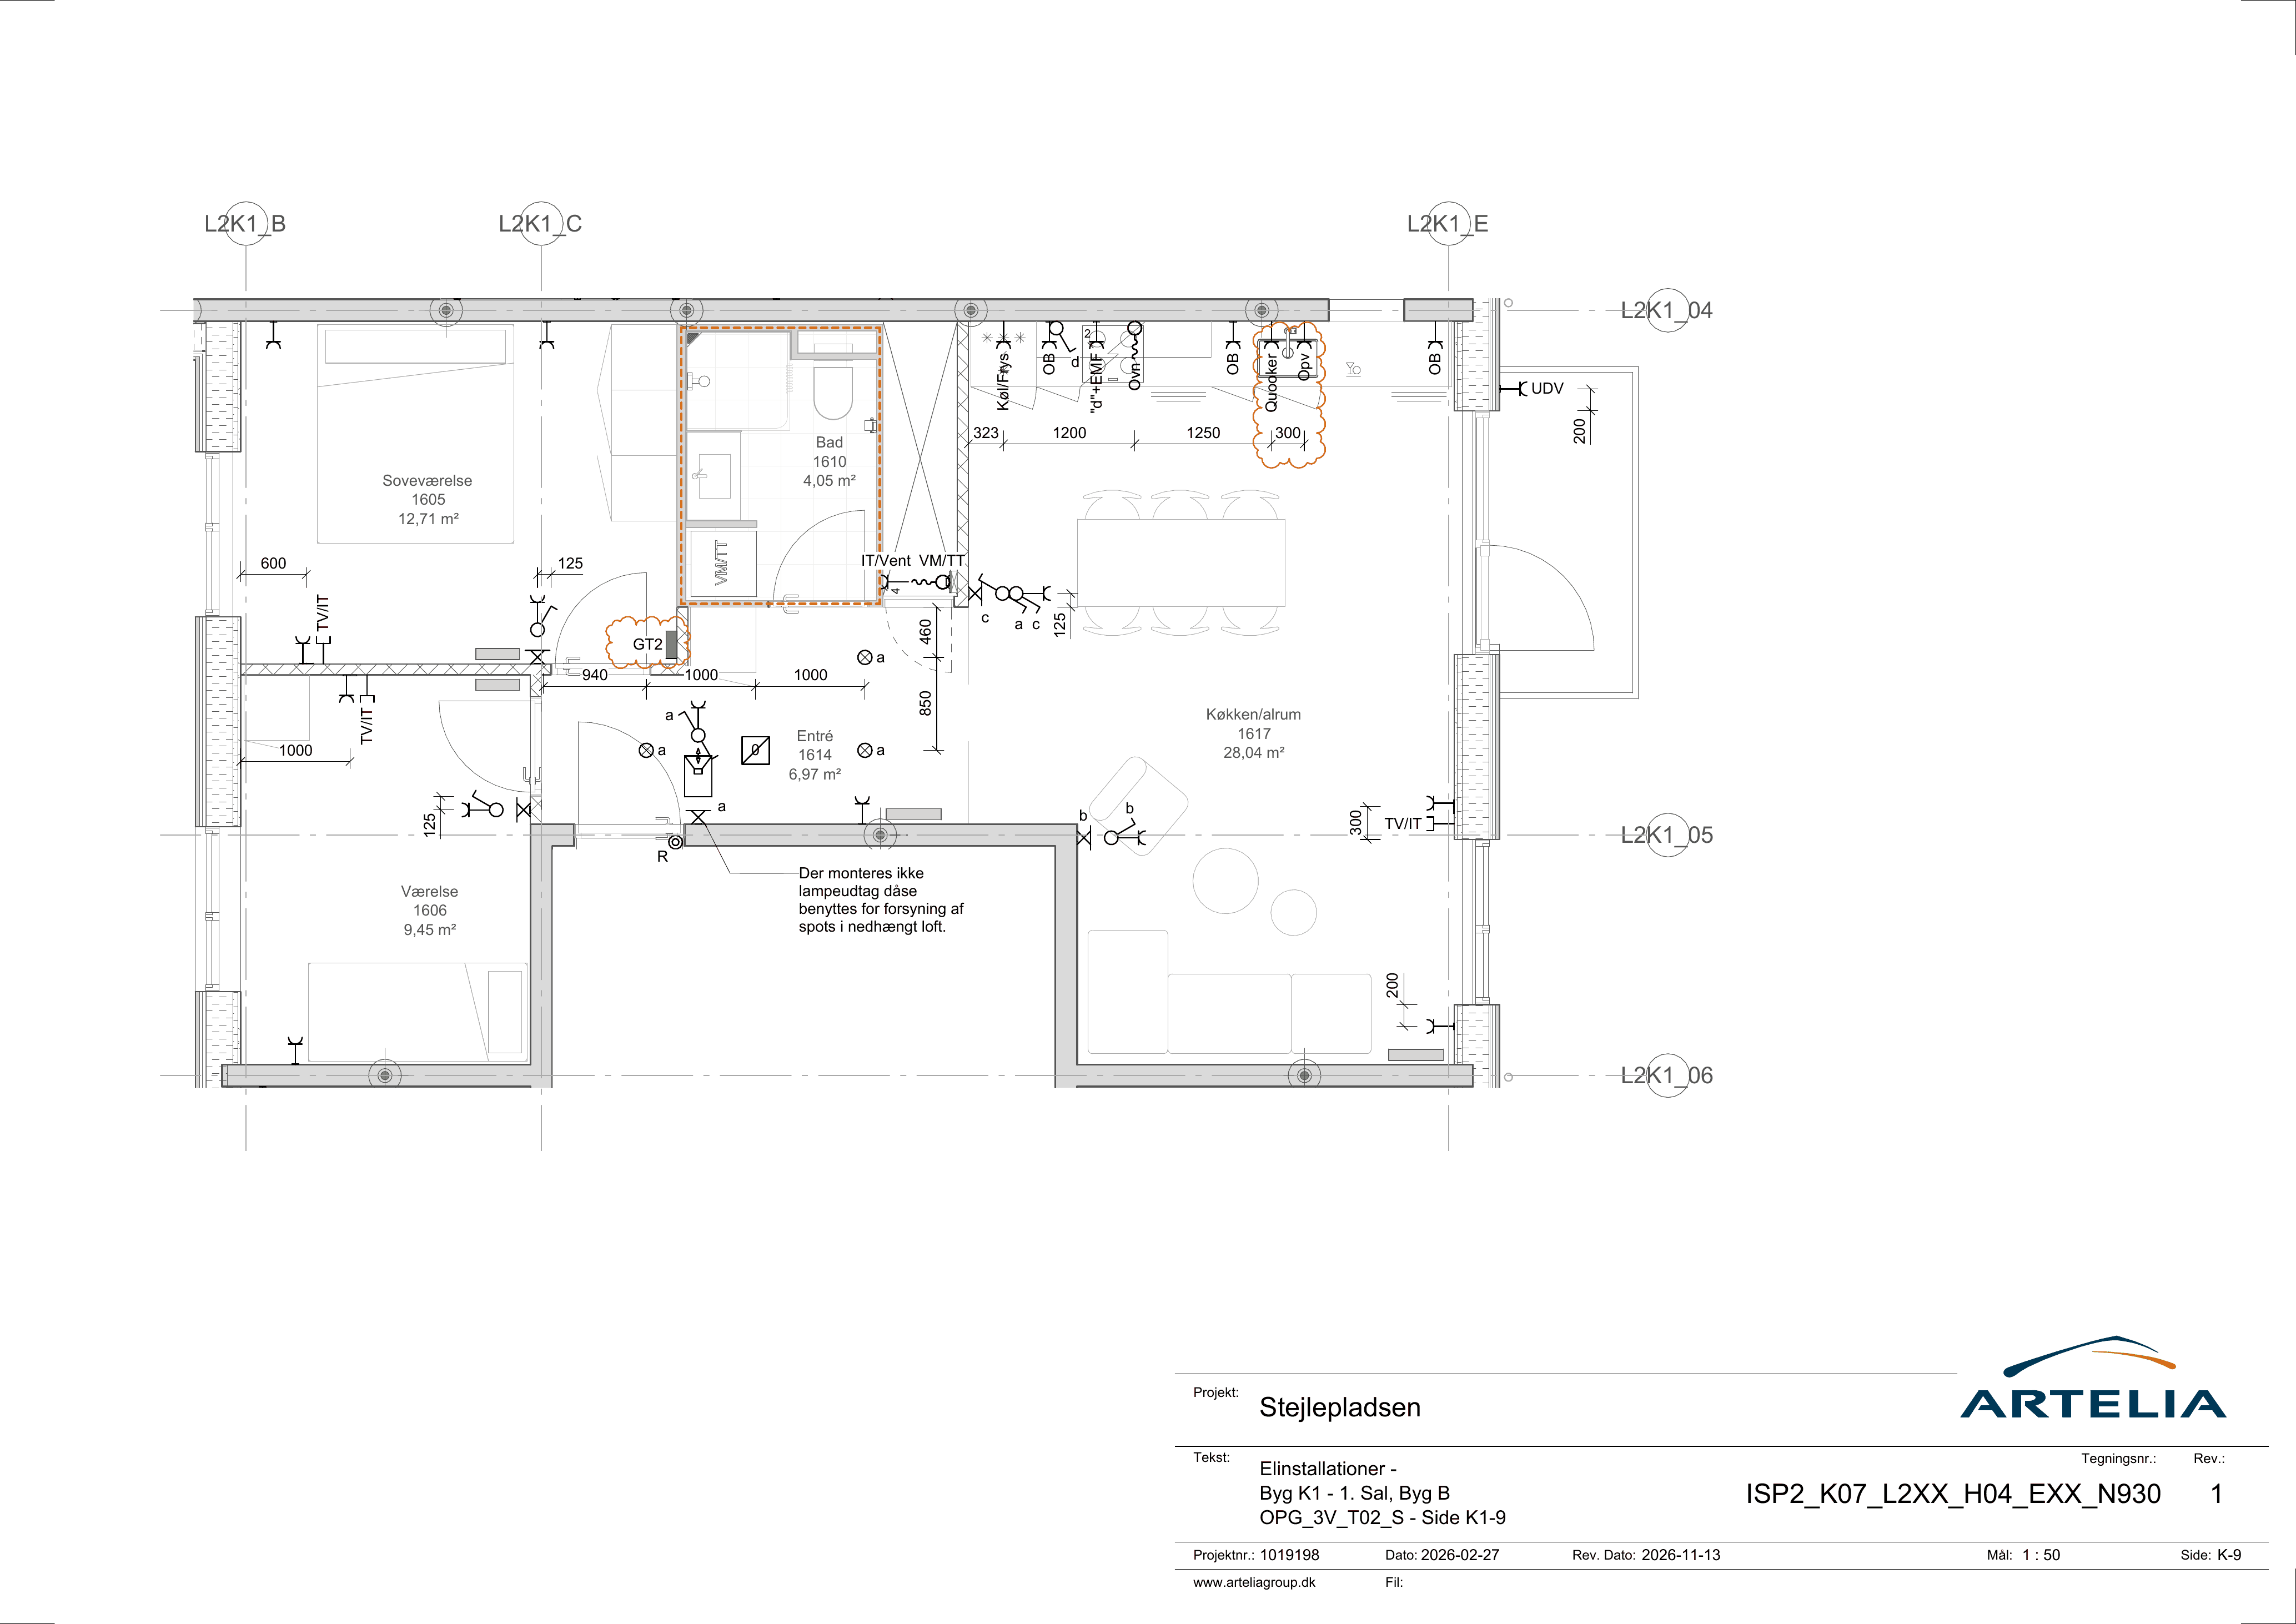 L2K1_B
L2K1_C
L2K1_E
L2K1_04
Køl/Frys
OB
d
2
"d"+EMF
Ovn
OB
Quooker
Opv
OB
UDV
200
323
1200
1250
300
Bad
1610
4,05 m²
Soveværelse
1605
12,71 m²
VM/TT
IT/Vent
VM/TT
4
600
125
TV/IT
c
a
c
125
460
GT2
a
940
1000
1000
850
TV/IT
1000
a
a
0
Entré
1614
6,97 m²
a
Køkken/alrum
1617
28,04 m²
125
a
b
b
300
TV/IT
L2K1_05
R
Der monteres ikke
lampeudtag dåse
benyttes for forsyning af
spots i nedhængt loft.
Værelse
1606
9,45 m²
200
L2K1_06
ARTELIA
Projekt:
Stejlepladsen
Tekst:
Elinstallationer -
Byg K1 - 1. Sal, Byg B
OPG_3V_T02_S - Side K1-9
Tegningsnr.:
Rev.:
ISP2_K07_L2XX_H04_EXX_N930
1
Projektnr.: 1019198
Dato: 2026-02-27
Rev. Dato: 2026-11-13
Mål: 1 : 50
Side: K-9
www.arteliagroup.dk
Fil: